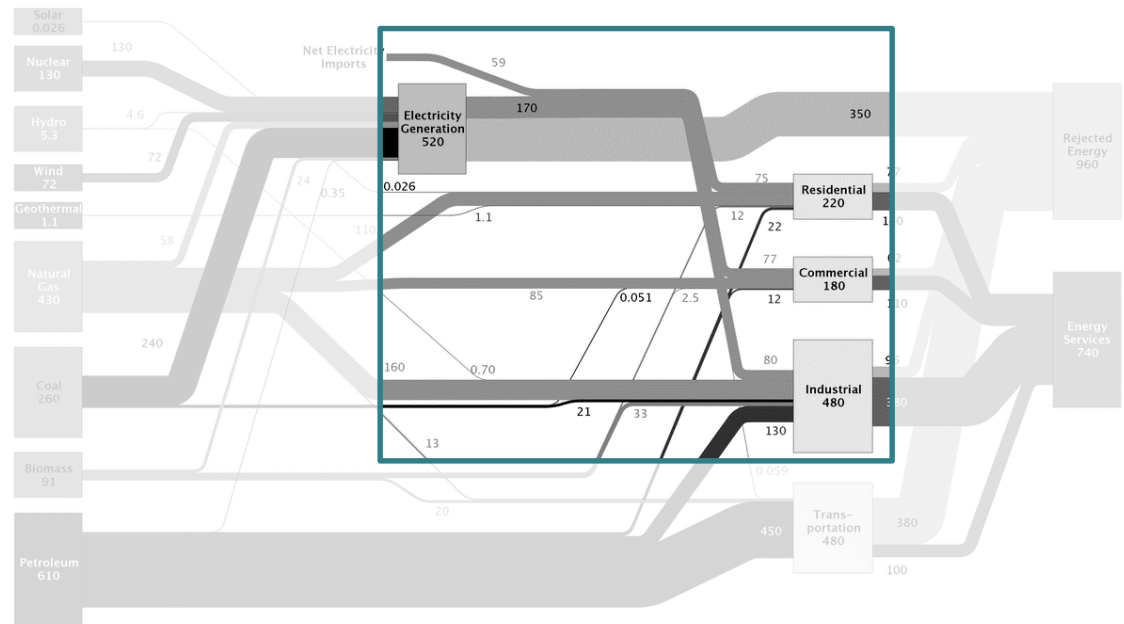 Solar
0.026
Nuclear
130
Hydro
5.3
Wind
72
Geothermal
1.1
Natural
Gas
430
Coal
260
Biomass
91
Petroleum
610
130
4.6
72
58
240
24
0.35
110
13
20
Net Electricity
Imports
59
Electricity
Generation
520
170
350
0.026
1.1
75
12
22
Residential
220
77
85
0.051
2.5
77
12
Commercial
180
110
160
0.70
21
33
80
130
Industrial
480
0.059
450
Trans-
portation
480
380
100
Rejected
Energy
960
Energy
Services
740